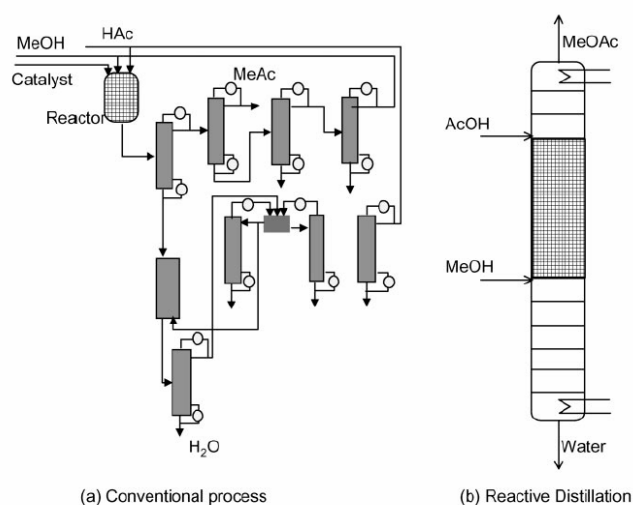 HAc
MeOH
Catalyst
Reactor
MeAc
H₂O
(a) Conventional process
MeOAc
AcOH
MeOH
Water
(b) Reactive Distillation